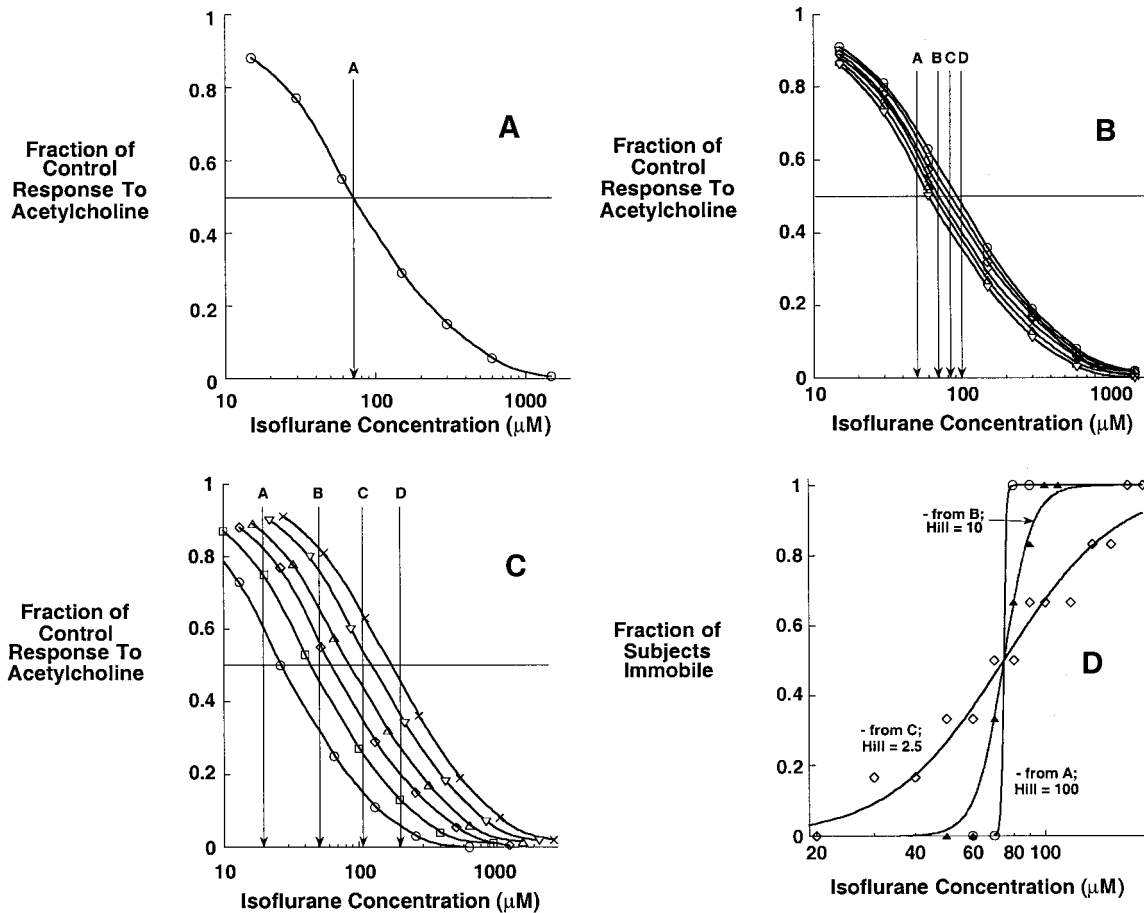 1
0.8
0.6
0.4
0.2
0
Fraction of
Control
Response To
Acetylcholine
A
A
10 100 1000
Isoflurane Concentration (μM)
1
0.8
0.6
0.4
0.2
0
Fraction of
Control
Response To
Acetylcholine
A B C D
B
10 100 1000
Isoflurane Concentration (μM)
1
0.8
0.6
0.4
0.2
0
Fraction of
Control
Response To
Acetylcholine
A B C D
C
10 100 1000
Isoflurane Concentration (μM)
1
0.8
0.6
0.4
0.2
0
Fraction of
Subjects
Immobile
- from B;
Hill = 10
D
- from C;
Hill = 2.5
- from A;
Hill = 100
20 40 60 80 100
Isoflurane Concentration (μM)